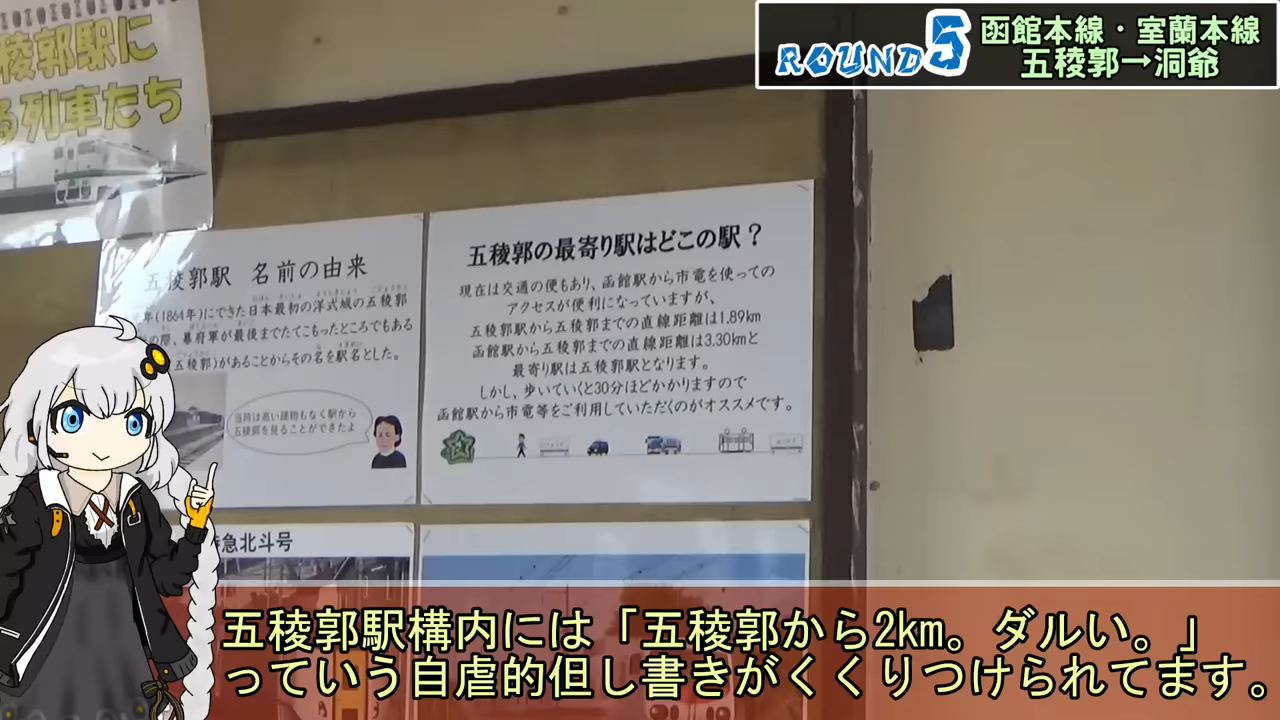 ROUND5
函館本線・室蘭本線
五稜郭→洞爺
稜郭駅に
る列車たち
五稜郭駅 名前の由来
年(1864年)にできた日本最初の洋式城の五稜郭
の際、幕府軍が最後までたてこもったところでもある
五稜郭)があることからその名を駅名とした。
当時は高い建物もなく駅から
五稜郭を見ることができたよ
五稜郭の最寄り駅はどこの駅？
現在は交通の便もあり、函館駅から市電を使っての
アクセスが便利になっていますが、
五稜郭駅から五稜郭までの直線距離は1.89km
函館駅から五稜郭までの直線距離は3.30kmと
最寄り駅は五稜郭駅となります。
しかし、歩いていくと30分ほどかかりますので
函館駅から市電等をご利用していただくのがオススメです。
特急北斗号
五稜郭駅構内には「五稜郭から2km。ダルい。」
っていう自虐的但し書きがくくりつけられてます。